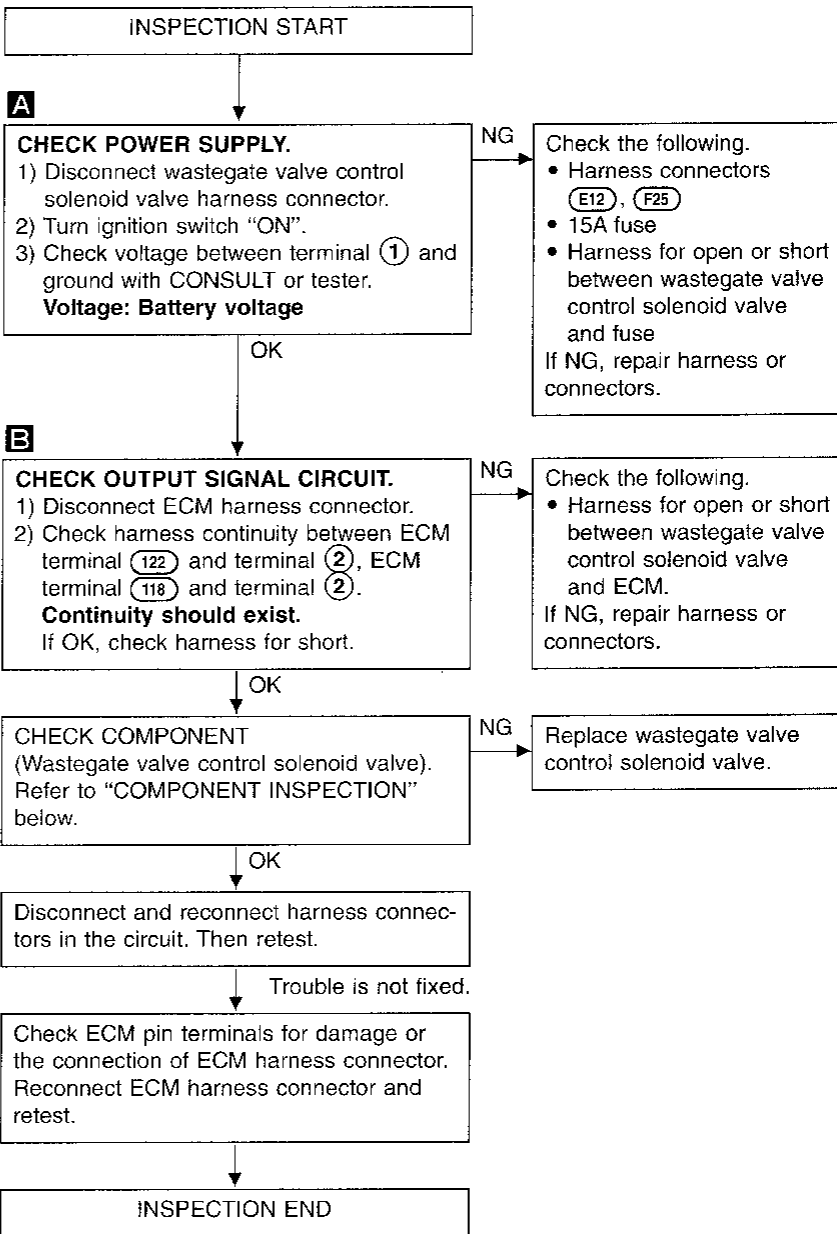 INSPECTION START
A
CHECK POWER SUPPLY.
1) Disconnect wastegate valve control
solenoid valve harness connector.
2) Turn ignition switch “ON”.
3) Check voltage between terminal ① and
ground with CONSULT or tester.
Voltage: Battery voltage
NG
Check the following.
• Harness connectors
E12, F25
• 15A fuse
• Harness for open or short
between wastegate valve
control solenoid valve
and fuse
If NG, repair harness or
connectors.
OK
B
CHECK OUTPUT SIGNAL CIRCUIT.
1) Disconnect ECM harness connector.
2) Check harness continuity between ECM
terminal 122 and terminal ②, ECM
terminal 118 and terminal ②.
Continuity should exist.
If OK, check harness for short.
NG
Check the following.
• Harness for open or short
between wastegate valve
control solenoid valve
and ECM.
If NG, repair harness or
connectors.
OK
CHECK COMPONENT
(Wastegate valve control solenoid valve).
Refer to “COMPONENT INSPECTION”
below.
NG
Replace wastegate valve
control solenoid valve.
OK
Disconnect and reconnect harness connec-
tors in the circuit. Then retest.
Trouble is not fixed.
Check ECM pin terminals for damage or
the connection of ECM harness connector.
Reconnect ECM harness connector and
retest.
INSPECTION END